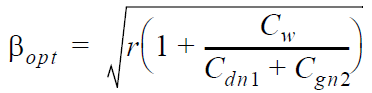 β_opt = √( r( 1 + C_w / (C_dn1 + C_gn2) ) )